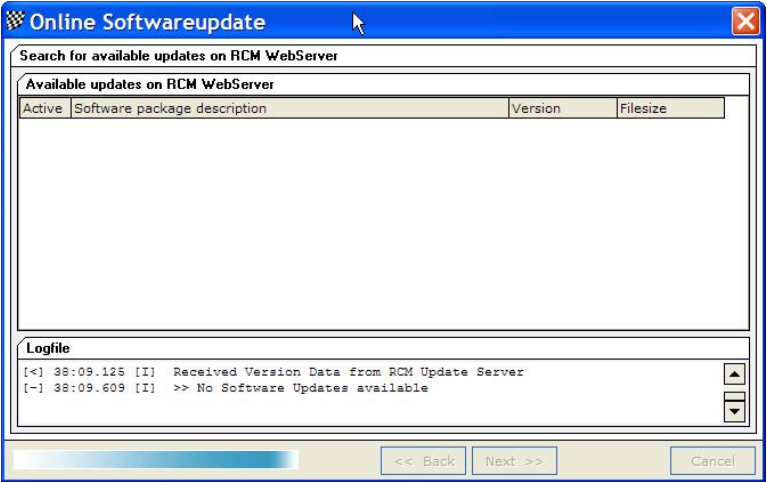 Online Softwareupdate
Search for available updates on RCM WebServer
Available updates on RCM WebServer
Active Software package description Version Filesize
Logfile
[<] 38:09.125 [I] Received Version Data from RCM Update Server
[-] 38:09.609 [I] >> No Software Updates available
<< Back Next >> Cancel